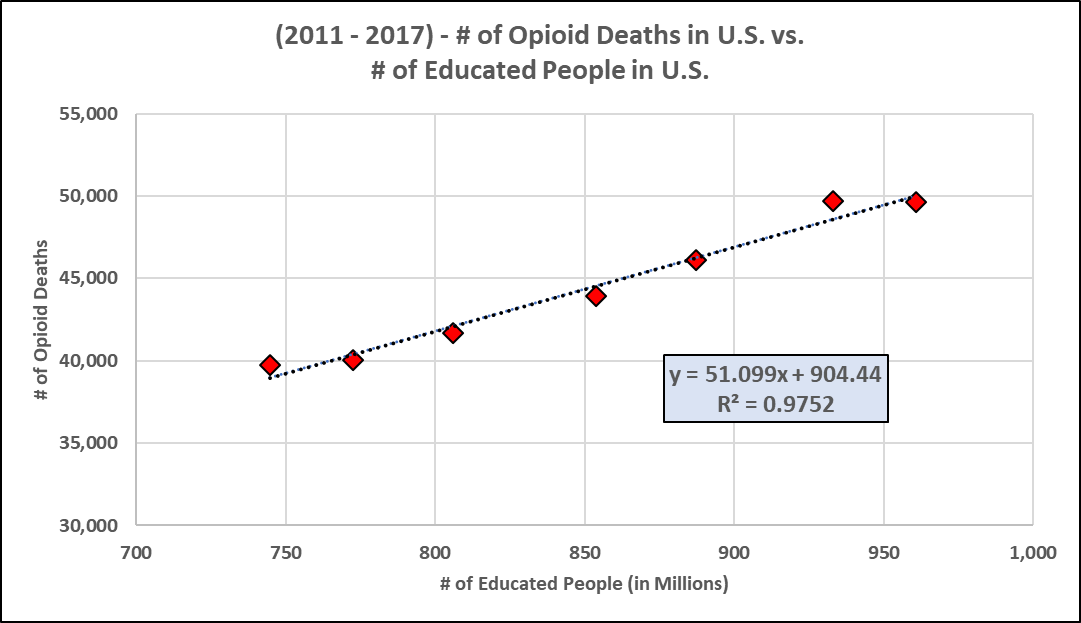 (2011 - 2017) - # of Opioid Deaths in U.S. vs.
# of Educated People in U.S.
55,000
50,000
45,000
40,000
35,000
30,000
# of Opioid Deaths
y = 51.099x + 904.44
R² = 0.9752
700
750
800
850
900
950
1,000
# of Educated People (in Millions)